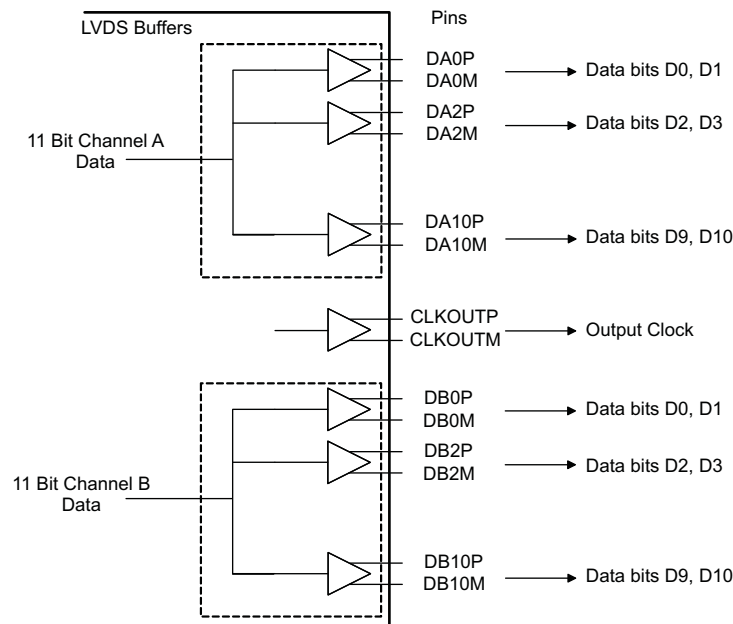 Pins
LVDS Buffers
DA0P
DA0M
Data bits D0, D1
DA2P
DA2M
Data bits D2, D3
11 Bit Channel A
Data
DA10P
DA10M
Data bits D9, D10
CLKOUTP
CLKOUTM
Output Clock
DB0P
DB0M
Data bits D0, D1
DB2P
DB2M
Data bits D2, D3
11 Bit Channel B
Data
DB10P
DB10M
Data bits D9, D10